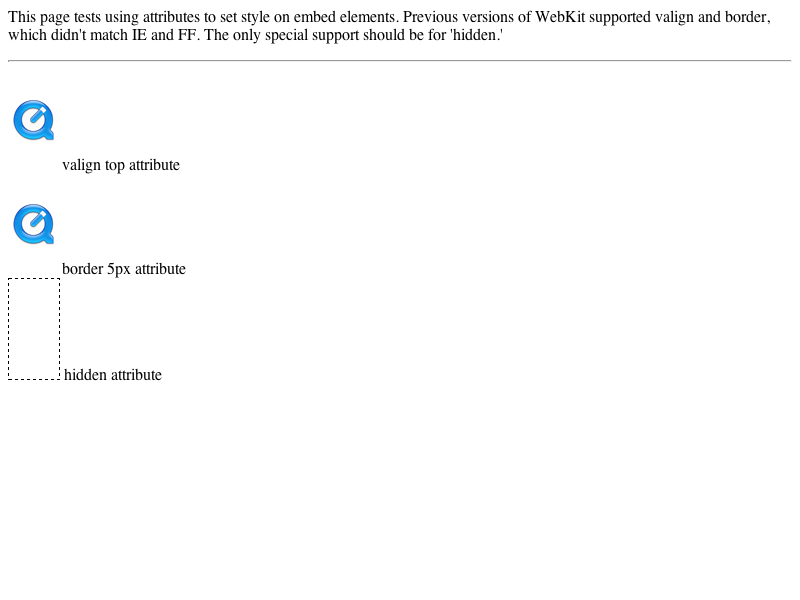 This page tests using attributes to set style on embed elements. Previous versions of WebKit supported valign and border,
which didn't match IE and FF. The only special support should be for 'hidden.'
valign top attribute
border 5px attribute
hidden attribute